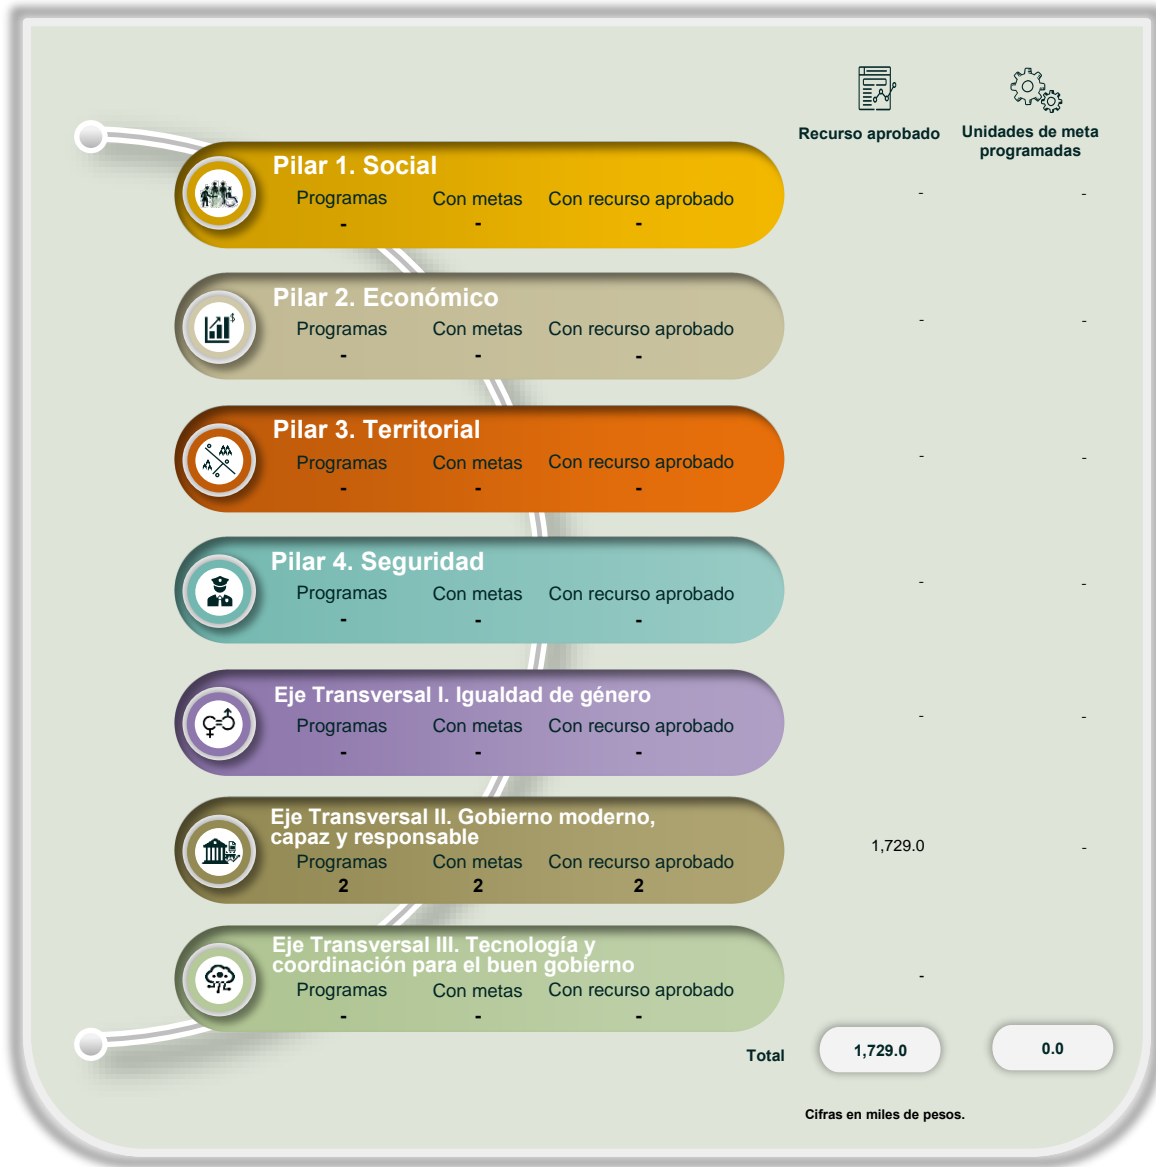 Recurso aprobado
Unidades de meta
programadas
Pilar 1. Social
Programas Con metas Con recurso aprobado
- - -
- -
Pilar 2. Económico
Programas Con metas Con recurso aprobado
- - -
- -
Pilar 3. Territorial
Programas Con metas Con recurso aprobado
- - -
- -
Pilar 4. Seguridad
Programas Con metas Con recurso aprobado
- - -
- -
Eje Transversal I. Igualdad de género
Programas Con metas Con recurso aprobado
- - -
- -
Eje Transversal II. Gobierno moderno,
capaz y responsable
Programas Con metas Con recurso aprobado
2 2 2
1,729.0 -
Eje Transversal III. Tecnología y
coordinación para el buen gobierno
Programas Con metas Con recurso aprobado
- - -
-
Total 1,729.0 0.0
Cifras en miles de pesos.